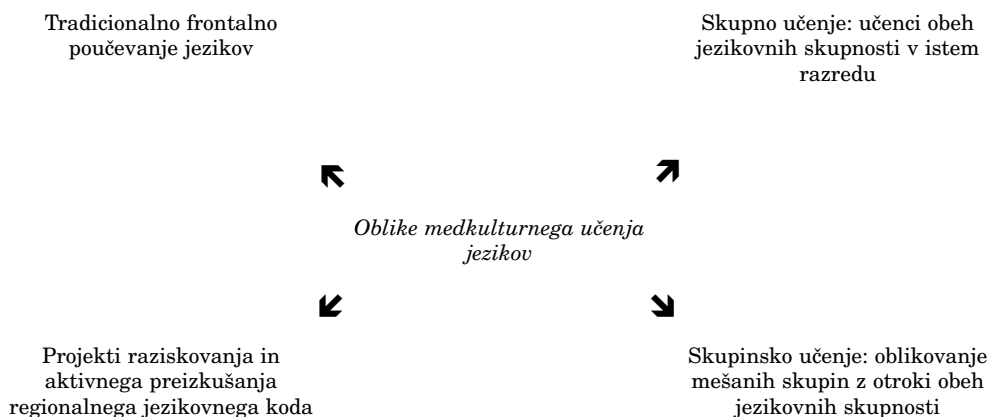 Tradicionalno frontalno
poučevanje jezikov
Skupno učenje: učenci obeh
jezikovnih skupnosti v istem
razredu
Oblike medkulturnega učenja
jezikov
Projekti raziskovanja in
aktivnega preizkušanja
regionalnega jezikovnega koda
Skupinsko učenje: oblikovanje
mešanih skupin z otroki obeh
jezikovnih skupnosti